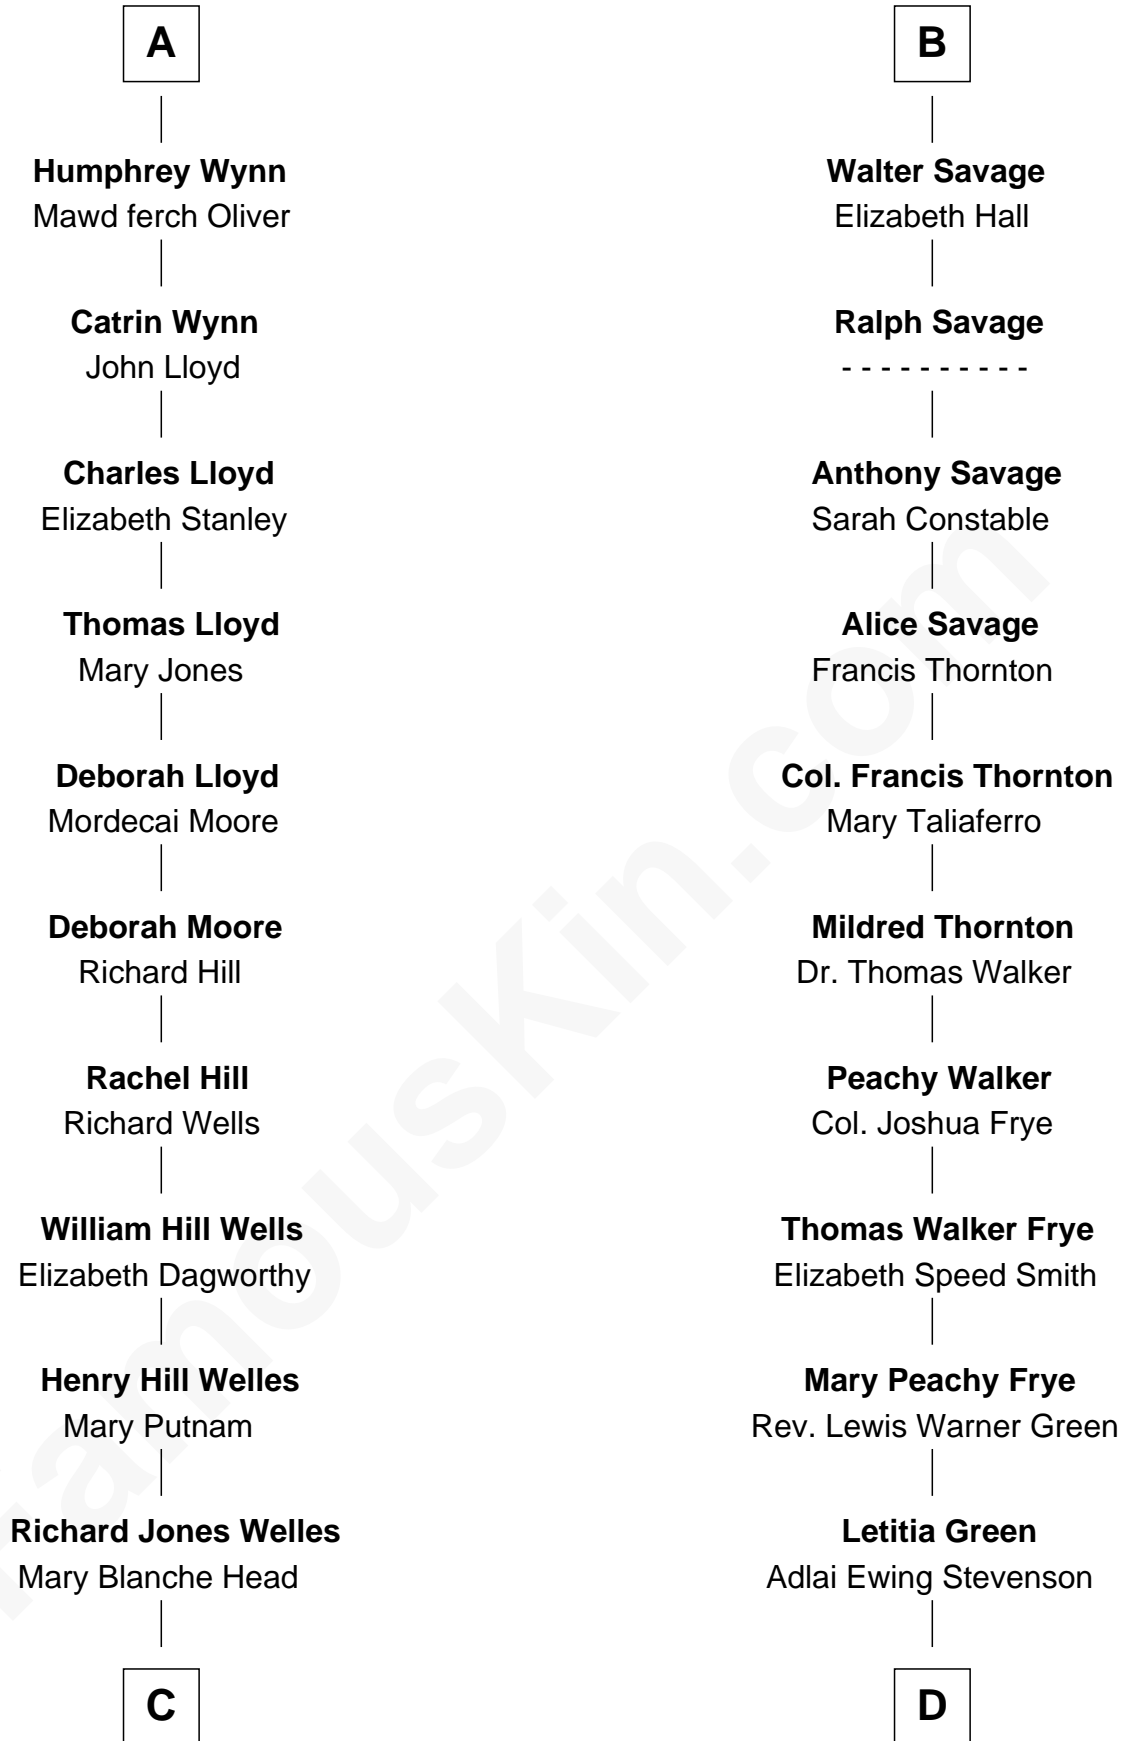 A
Humphrey Wynn
Mawd ferch Oliver
Catrin Wynn
John Lloyd
Charles Lloyd
Elizabeth Stanley
Thomas Lloyd
Mary Jones
Deborah Lloyd
Mordecai Moore
Deborah Moore
Richard Hill
Rachel Hill
Richard Wells
William Hill Wells
Elizabeth Dagworthy
Henry Hill Welles
Mary Putnam
Richard Jones Welles
Mary Blanche Head
C
B
Walter Savage
Elizabeth Hall
Ralph Savage
- - - - - - - - - -
Anthony Savage
Sarah Constable
Alice Savage
Francis Thornton
Col. Francis Thornton
Mary Taliaferro
Mildred Thornton
Dr. Thomas Walker
Peachy Walker
Col. Joshua Frye
Thomas Walker Frye
Elizabeth Speed Smith
Mary Peachy Frye
Rev. Lewis Warner Green
Letitia Green
Adlai Ewing Stevenson
D
FamousKin.com